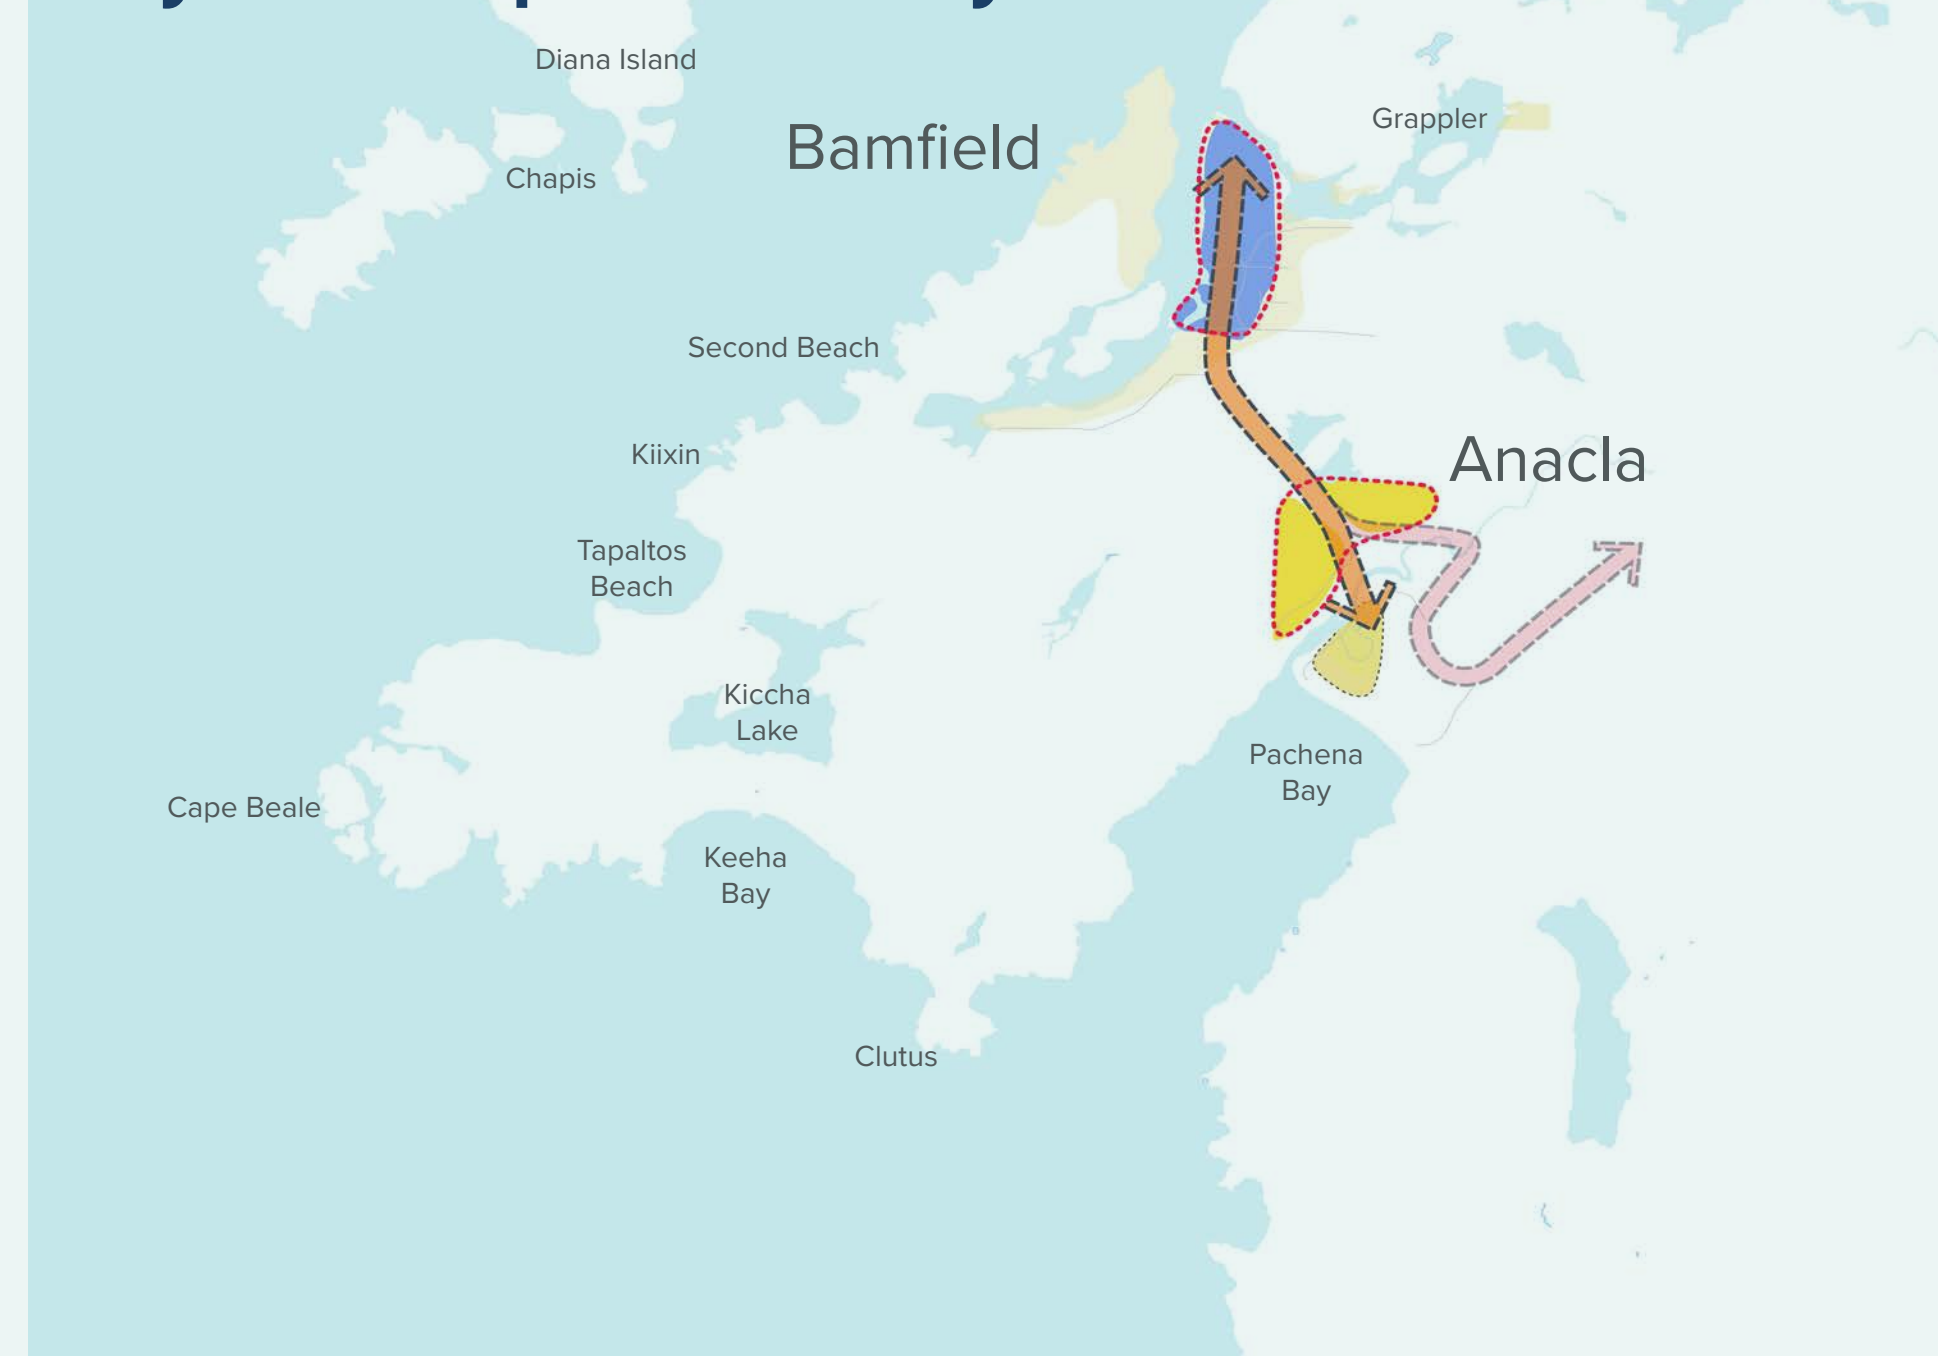 Diana Island
Grappler
Bamfield
Chapis
Second Beach
Kiixin
Anacla
Tapaltos
Beach
Kiccha
Lake
Pachena
Bay
Cape Beale
Keeha
Bay
Clutus